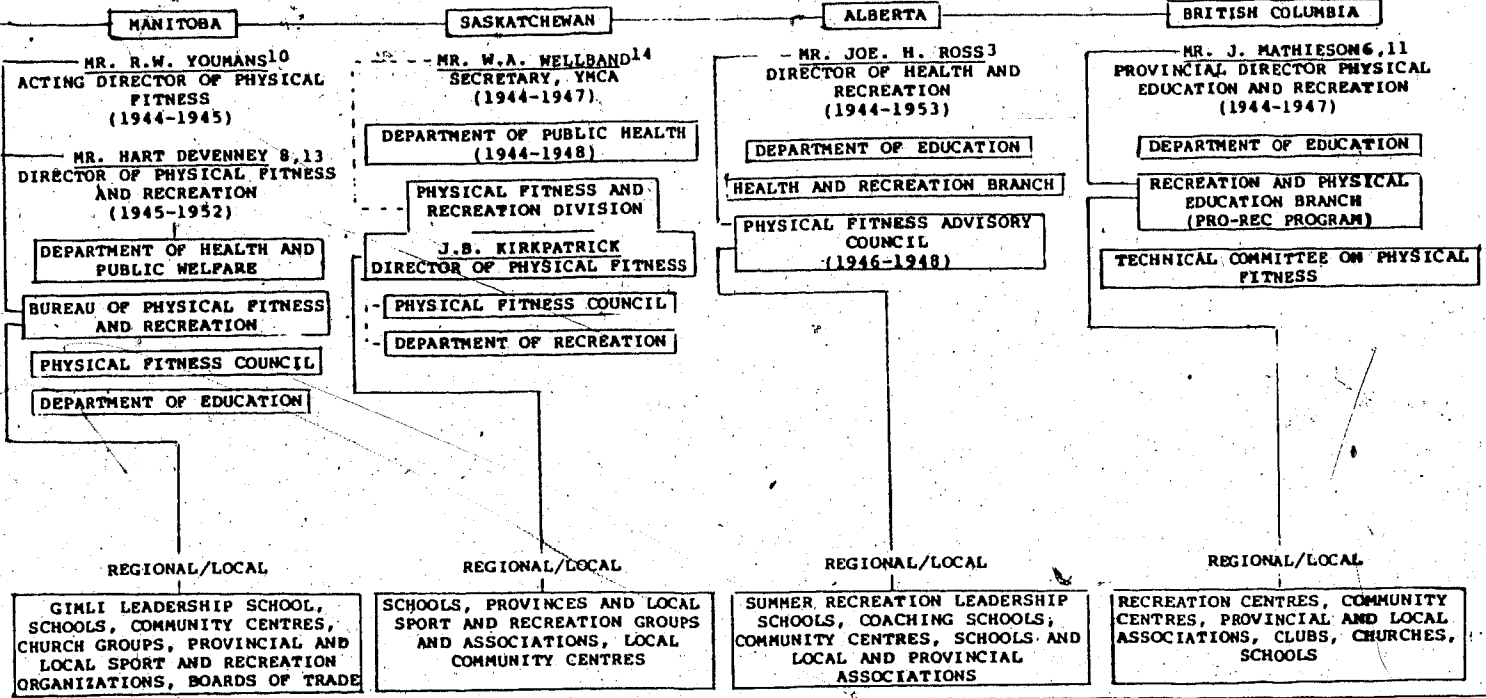 MANITOBA
MR. R.W. YOUMANS10
ACTING DIRECTOR OF PHYSICAL
FITNESS
(1944-1945)
MR. HART DEVENNEY 8,13
DIRECTOR OF PHYSICAL FITNESS
AND RECREATION
(1945-1952)
DEPARTMENT OF HEALTH AND
PUBLIC WELFARE
BUREAU OF PHYSICAL FITNESS
AND RECREATION
PHYSICAL FITNESS COUNCIL
DEPARTMENT OF EDUCATION
REGIONAL/LOCAL
GIMLI LEADERSHIP SCHOOL,
SCHOOLS, COMMUNITY CENTRES,
CHURCH GROUPS, PROVINCIAL AND
LOCAL SPORT AND RECREATION
ORGANIZATIONS, BOARDS OF TRADE
SASKATCHEWAN
MR. W.A. WELLBAND14
SECRETARY, YMCA
(1944-1947)
DEPARTMENT OF PUBLIC HEALTH
(1944-1948)
PHYSICAL FITNESS AND
RECREATION DIVISION
J.B. KIRKPATRICK
DIRECTOR OF PHYSICAL FITNESS
PHYSICAL FITNESS COUNCIL
DEPARTMENT OF RECREATION
REGIONAL/LOCAL
SCHOOLS, PROVINCES AND LOCAL
SPORT AND RECREATION GROUPS
AND ASSOCIATIONS, LOCAL
COMMUNITY CENTRES
ALBERTA
MR. JOE. H. ROSS3
DIRECTOR OF HEALTH AND
RECREATION
(1944-1953)
DEPARTMENT OF EDUCATION
HEALTH AND RECREATION BRANCH
PHYSICAL FITNESS ADVISORY
COUNCIL
(1946-1948)
REGIONAL/LOCAL
SUMMER RECREATION LEADERSHIP
SCHOOLS, COACHING SCHOOLS;
COMMUNITY CENTRES, SCHOOLS AND
LOCAL AND PROVINCIAL
ASSOCIATIONS
BRITISH COLUMBIA
MR. J. MATHIESON6,11
PROVINCIAL DIRECTOR PHYSICAL
EDUCATION AND RECREATION
(1944-1947)
DEPARTMENT OF EDUCATION
RECREATION AND PHYSICAL
EDUCATION BRANCH
(PRO-REC PROGRAM)
TECHNICAL COMMITTEE ON PHYSICAL
FITNESS
REGIONAL/LOCAL
RECREATION CENTRES, COMMUNITY
CENTRES, PROVINCIAL AND LOCAL
ASSOCIATIONS, CLUBS, CHURCHES,
SCHOOLS